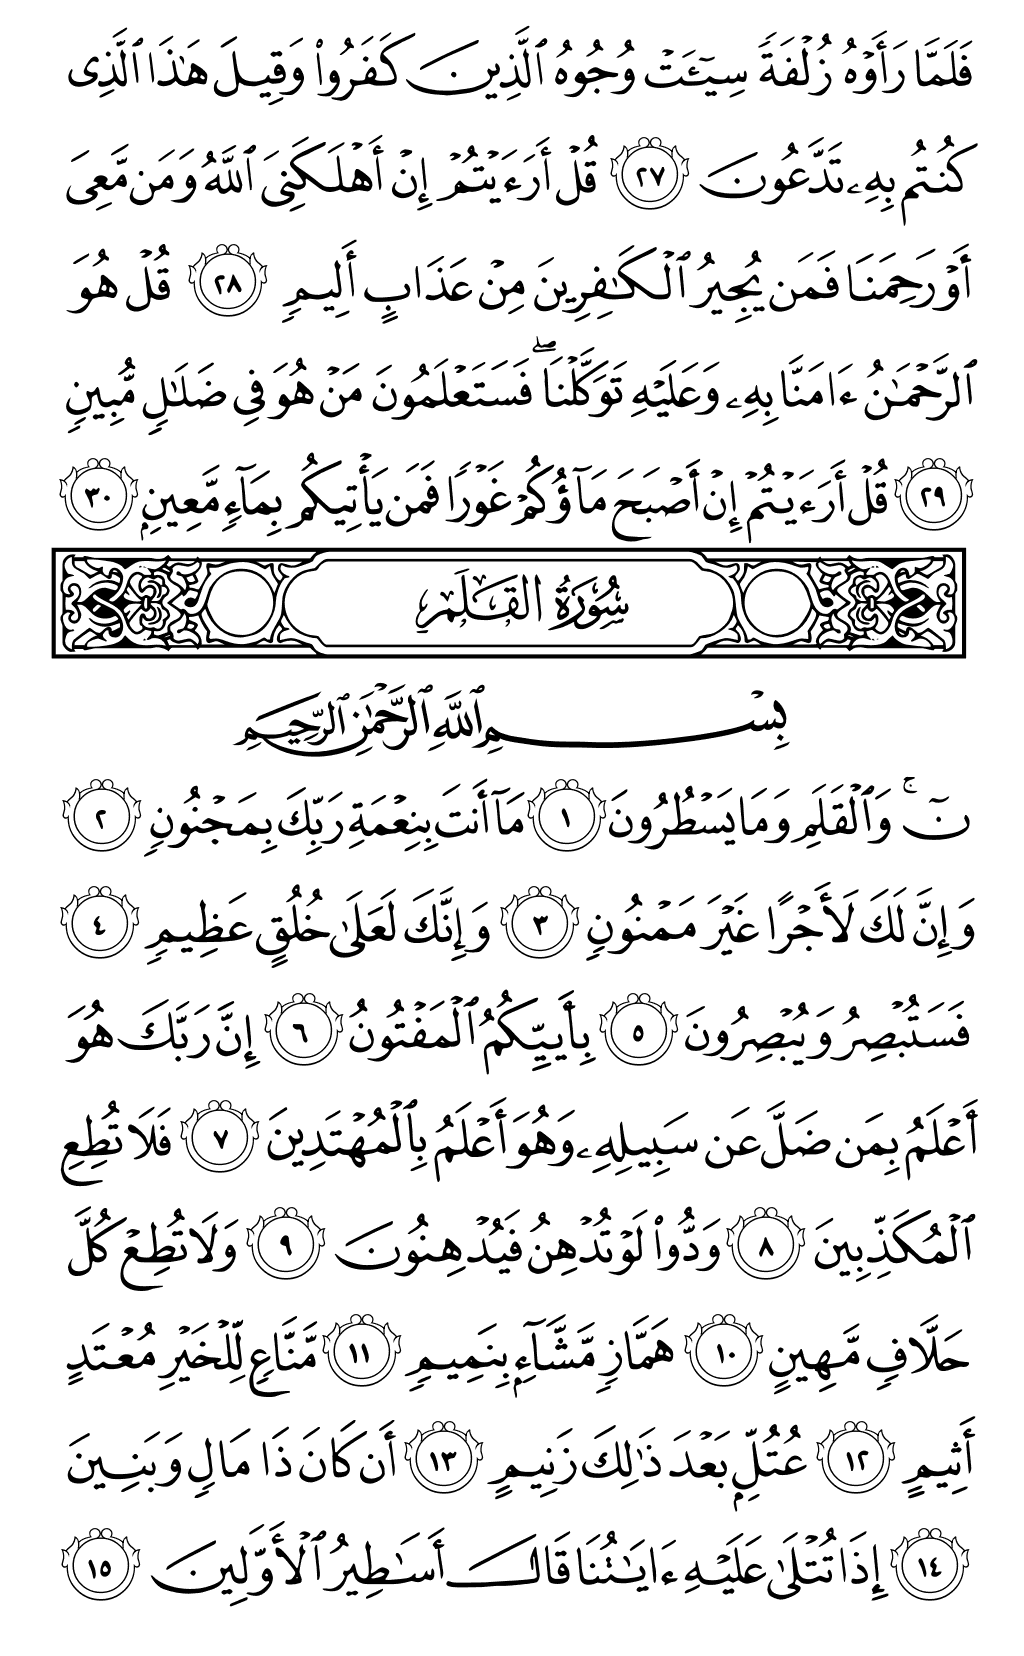 فَلَمَّا رَأَوۡهُ زُلۡفَةٗ سِيٓـَٔتۡ وُجُوهُ ٱلَّذِينَ كَفَرُواْ وَقِيلَ هَٰذَا ٱلَّذِي
كُنتُم بِهِۦ تَدَّعُونَ ٢٧ قُلۡ أَرَءَيۡتُمۡ إِنۡ أَهۡلَكَنِيَ ٱللَّهُ وَمَن مَّعِيَ
أَوۡ رَحِمَنَا فَمَن يُجِيرُ ٱلۡكَٰفِرِينَ مِنۡ عَذَابٍ أَلِيمٖ ٢٨ قُلۡ هُوَ
ٱلرَّحۡمَٰنُ ءَامَنَّا بِهِۦ وَعَلَيۡهِ تَوَكَّلۡنَاۖ فَسَتَعۡلَمُونَ مَنۡ هُوَ فِي ضَلَٰلٖ مُّبِينٖ
٢٩ قُلۡ أَرَءَيۡتُمۡ إِنۡ أَصۡبَحَ مَآؤُكُمۡ غَوۡرٗا فَمَن يَأۡتِيكُم بِمَآءٖ مَّعِينِۭ ٣٠
سُورَةُ القَلَمِ
بِسۡمِ ٱللَّهِ ٱلرَّحۡمَٰنِ ٱلرَّحِيمِ
نٓۚ وَٱلۡقَلَمِ وَمَا يَسۡطُرُونَ ١ مَآ أَنتَ بِنِعۡمَةِ رَبِّكَ بِمَجۡنُونٖ ٢
وَإِنَّ لَكَ لَأَجۡرًا غَيۡرَ مَمۡنُونٖ ٣ وَإِنَّكَ لَعَلَىٰ خُلُقٍ عَظِيمٖ ٤
فَسَتُبۡصِرُ وَيُبۡصِرُونَ ٥ بِأَييِّكُمُ ٱلۡمَفۡتُونُ ٦ إِنَّ رَبَّكَ هُوَ
أَعۡلَمُ بِمَن ضَلَّ عَن سَبِيلِهِۦ وَهُوَ أَعۡلَمُ بِٱلۡمُهۡتَدِينَ ٧ فَلَا تُطِعِ
ٱلۡمُكَذِّبِينَ ٨ وَدُّواْ لَوۡ تُدۡهِنُ فَيُدۡهِنُونَ ٩ وَلَا تُطِعۡ كُلَّ
حَلَّافٖ مَّهِينٍ ١٠ هَمَّازٖ مَّشَّآءِۭ بِنَمِيمٖ ١١ مَّنَّاعٖ لِّلۡخَيۡرِ مُعۡتَدٍ
أَثِيمٍ ١٢ عُتُلِّۭ بَعۡدَ ذَٰلِكَ زَنِيمٍ ١٣ أَن كَانَ ذَا مَالٖ وَبَنِينَ
١٤ إِذَا تُتۡلَىٰ عَلَيۡهِ ءَايَٰتُنَا قَالَ أَسَٰطِيرُ ٱلۡأَوَّلِينَ ١٥